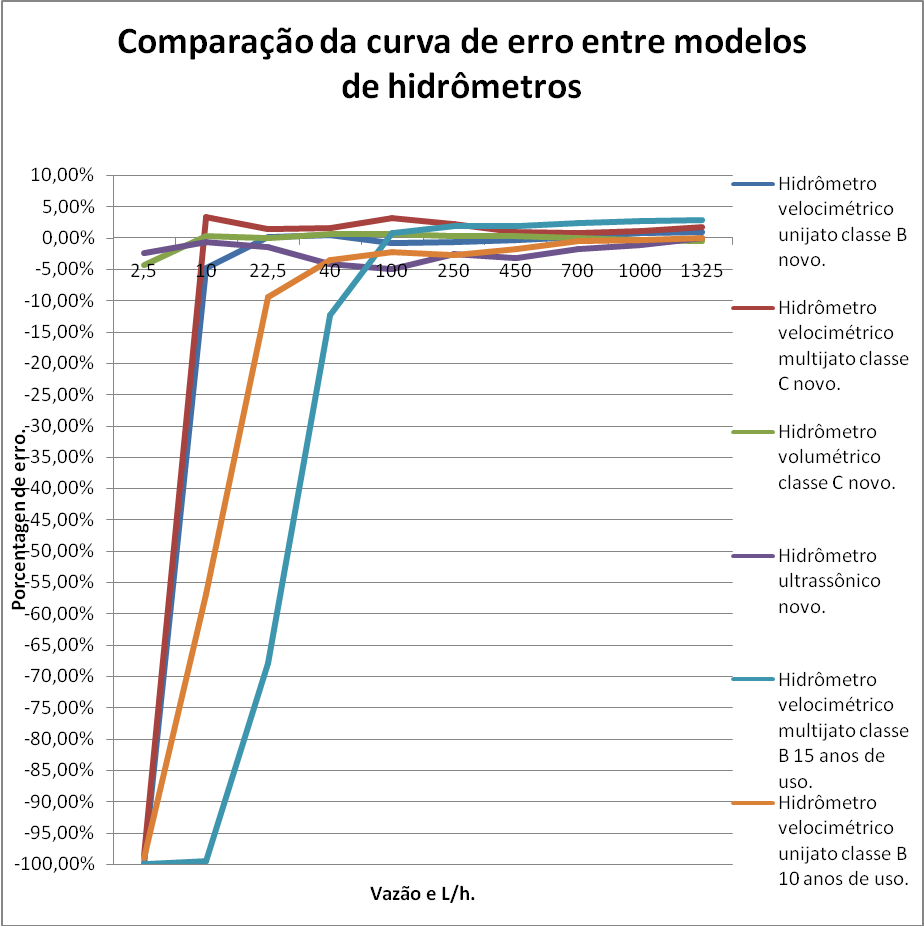 Comparação da curva de erro entre modelos
de hidrômetros
10,00%
5,00%
0,00%
-5,00%
-10,00%
-15,00%
-20,00%
-25,00%
-30,00%
-35,00%
-40,00%
-45,00%
-50,00%
-55,00%
-60,00%
-65,00%
-70,00%
-75,00%
-80,00%
-85,00%
-90,00%
-95,00%
-100,00%
Porcentagen de erro.
2,5 10 22,5 40 100 250 450 700 1000 1325
Vazão e L/h.
Hidrômetro
velocimétrico
unijato classe B
novo.
Hidrômetro
velocimétrico
multijato classe
C novo.
Hidrômetro
volumétrico
classe C novo.
Hidrômetro
ultrassônico
novo.
Hidrômetro
velocimétrico
multijato classe
B 15 anos de
uso.
Hidrômetro
velocimétrico
unijato classe B
10 anos de uso.